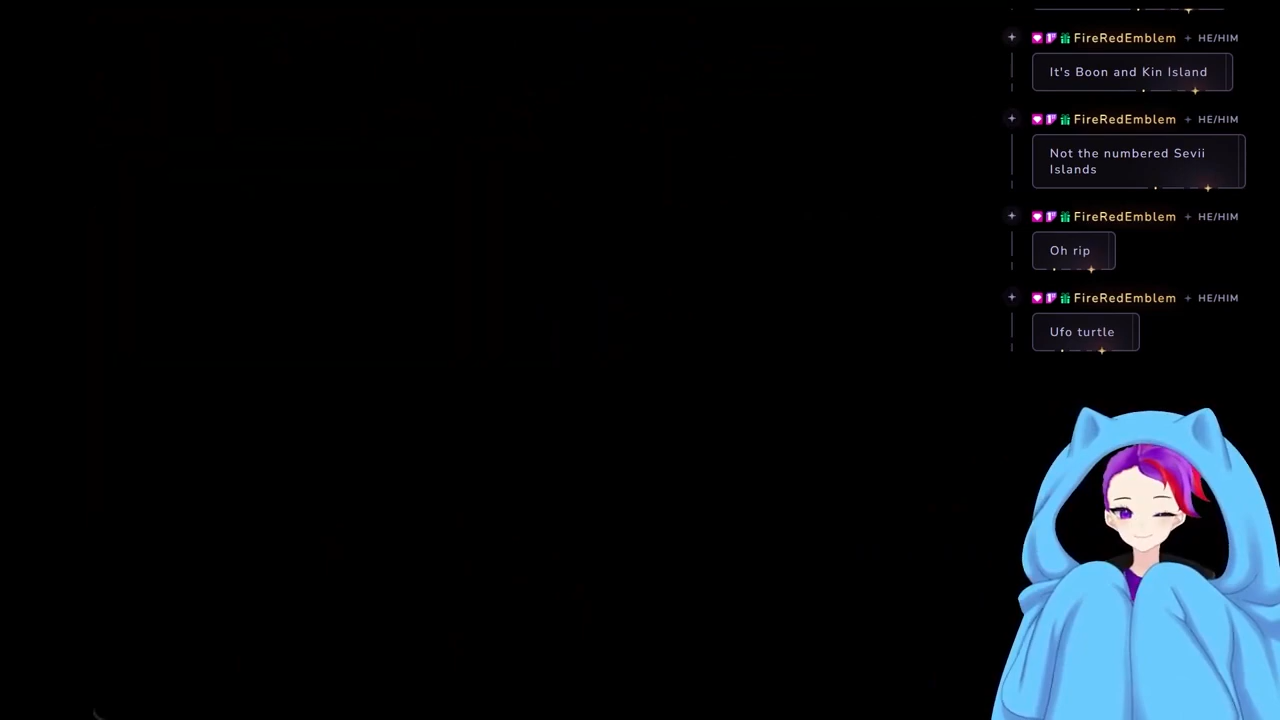 FireRedEmblem HE/HIM
It's Boon and Kin Island
FireRedEmblem HE/HIM
Not the numbered Sevii
Islands
FireRedEmblem HE/HIM
Oh rip
FireRedEmblem HE/HIM
Ufo turtle